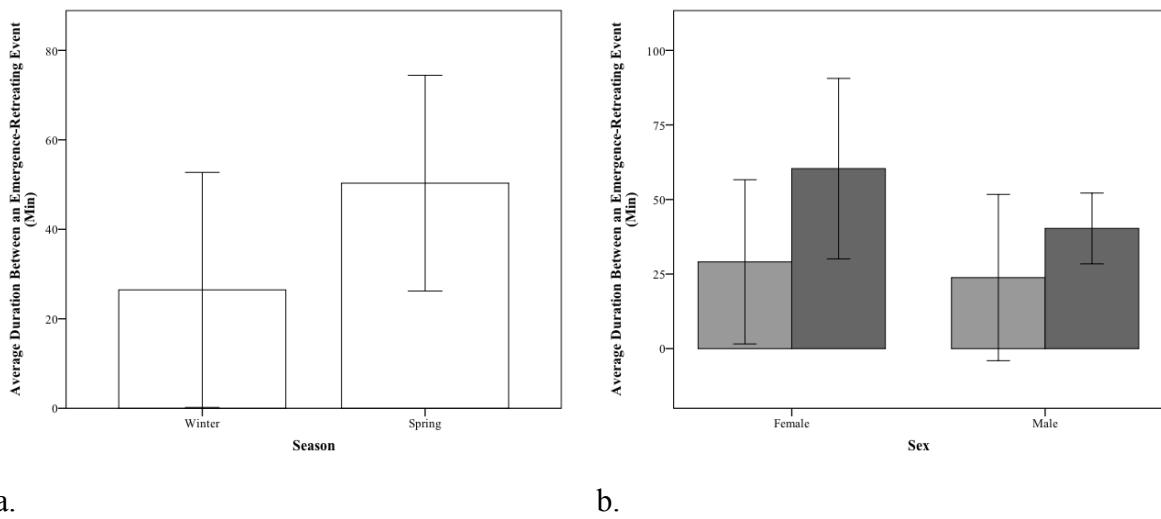 Average Duration Between an Emergence-Retreating Event
(Min)
80
60
40
20
0
Winter
Spring
Season
a.
Average Duration Between an Emergence-Retreating Event
(Min)
100
75
50
25
0
Female
Male
Sex
b.